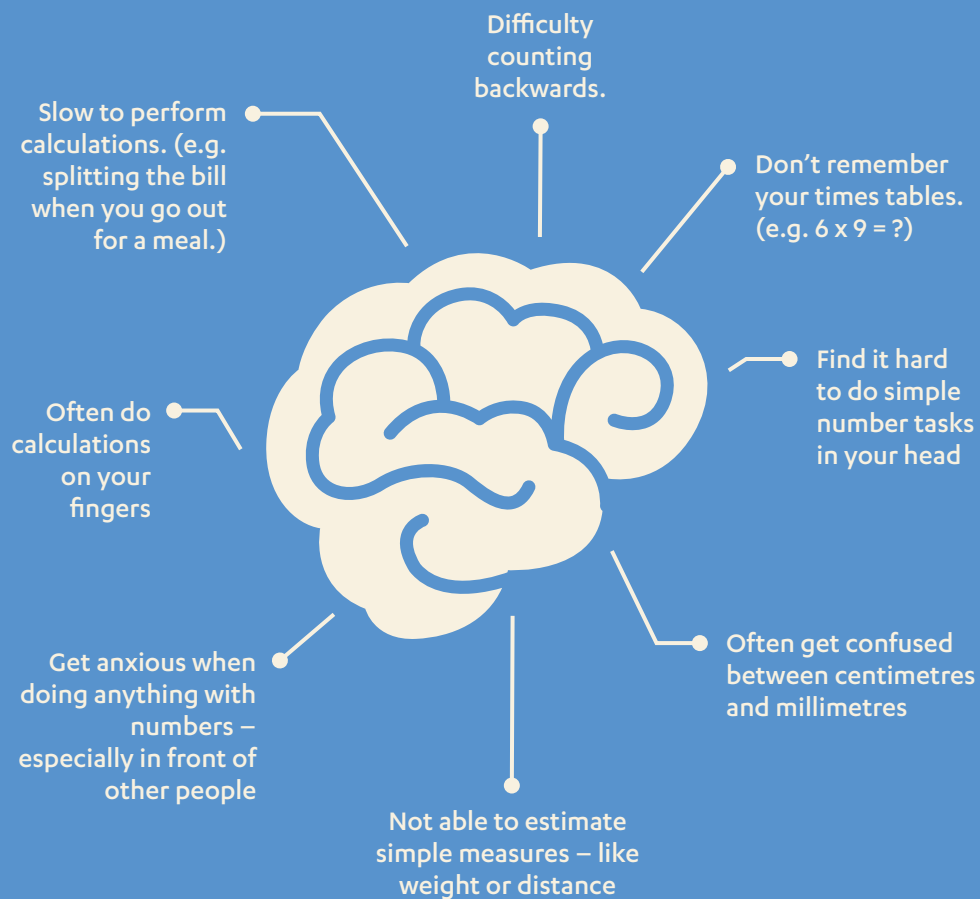 Difficulty
counting
backwards.
Slow to perform
calculations. (e.g.
splitting the bill
when you go out
for a meal.)
Don’t remember
your times tables.
(e.g. 6 x 9 = ?)
Find it hard
to do simple
number tasks
in your head
Often do
calculations
on your
fingers
Often get confused
between centimetres
and millimetres
Get anxious when
doing anything with
numbers –
especially in front of
other people
Not able to estimate
simple measures – like
weight or distance